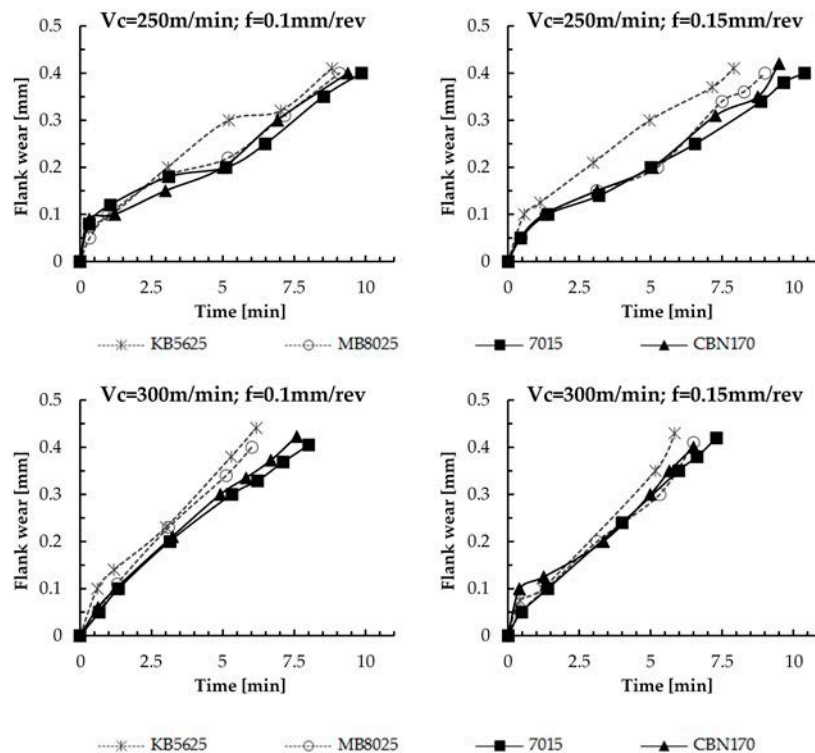 Vc=250m/min; f=0.1mm/rev
0.5
0.4
0.3
0.2
0.1
0
Flank wear [mm]
0 2.5 5 7.5 10
Time [min]
Vc=250m/min; f=0.15mm/rev
0.5
0.4
0.3
0.2
0.1
0
Flank wear [mm]
0 2.5 5 7.5 10
Time [min]
KB5625 MB8025 7015 CBN170
Vc=300m/min; f=0.1mm/rev
0.5
0.4
0.3
0.2
0.1
0
Flank wear [mm]
0 2.5 5 7.5 10
Time [min]
Vc=300m/min; f=0.15mm/rev
0.5
0.4
0.3
0.2
0.1
0
Flank wear [mm]
0 2.5 5 7.5 10
Time [min]
KB5625 MB8025 7015 CBN170